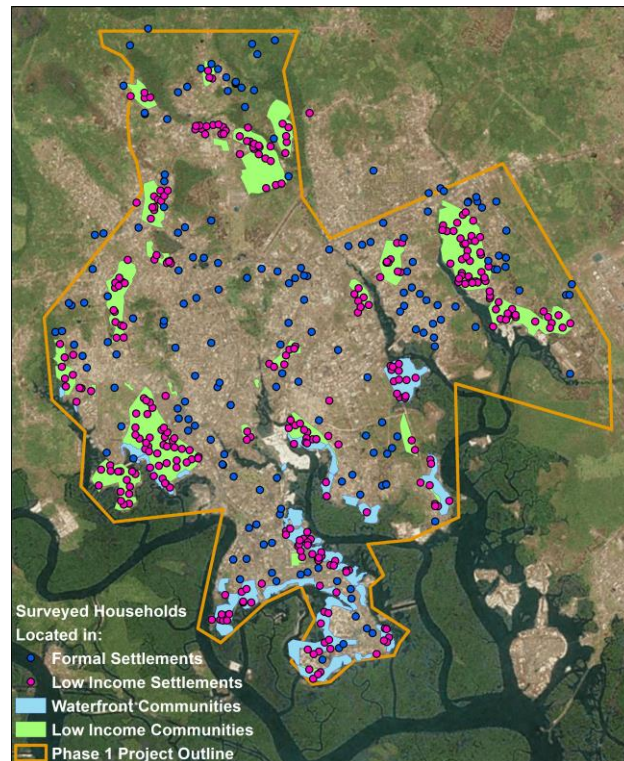 Surveyed Households
Located in:
Formal Settlements
Low Income Settlements
Waterfront Communities
Low Income Communities
Phase 1 Project Outline